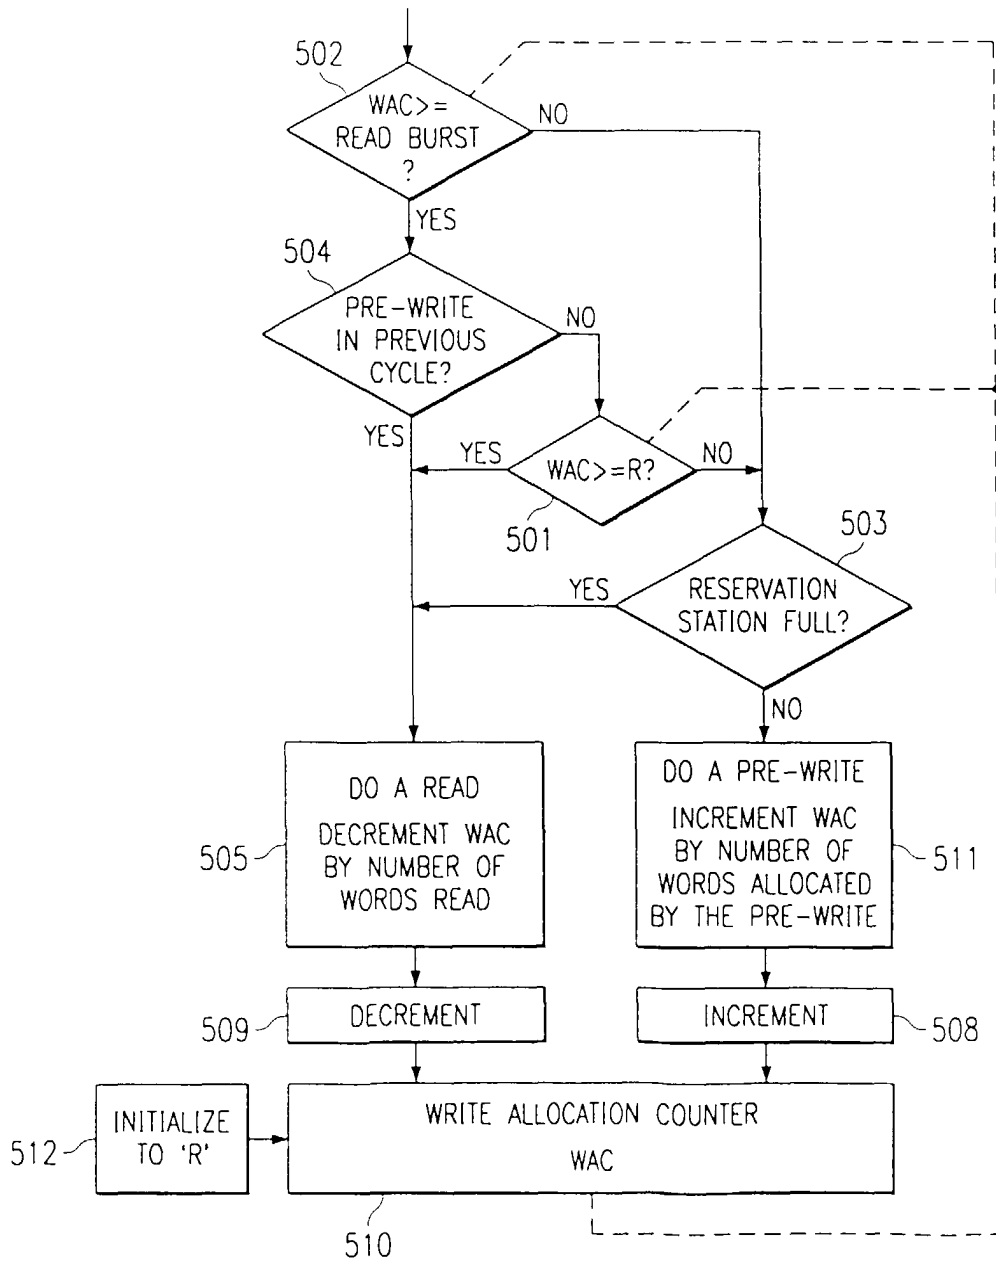 502
WAC>=
READ BURST
?
NO
YES
504
PRE-WRITE
IN PREVIOUS
CYCLE?
NO
YES
YES
WAC>=R?
NO
501
503
YES
RESERVATION
STATION FULL?
NO
DO A READ
DECREMENT WAC
BY NUMBER OF
WORDS READ
505
DO A PRE-WRITE
INCREMENT WAC
BY NUMBER OF
WORDS ALLOCATED
BY THE PRE-WRITE
511
DECREMENT
509
INCREMENT
508
INITIALIZE
TO 'R'
512
WRITE ALLOCATION COUNTER
WAC
510